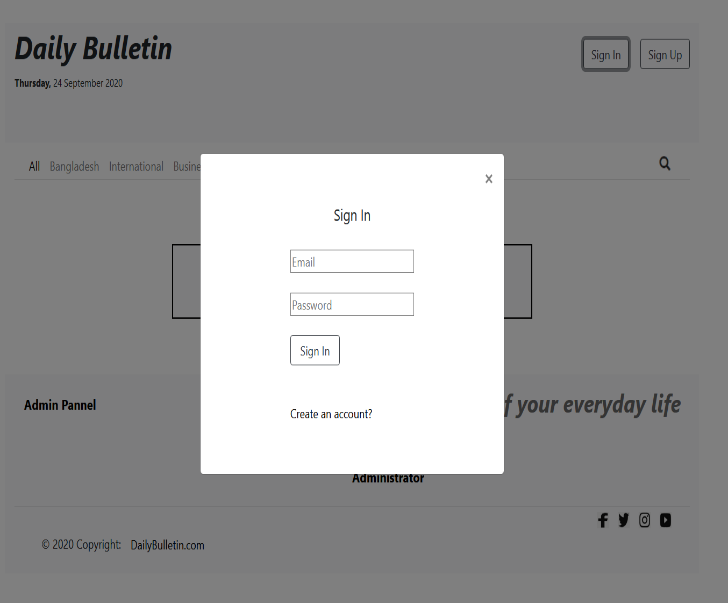 Daily Bulletin
Sign In Sign Up
Thursday, 24 September 2020
All Bangladesh International Busine
x
Sign In
Email
Password
Sign In
Create an account?
Admin Pannel
f your everyday life
Administrator
© 2020 Copyright: DailyBulletin.com